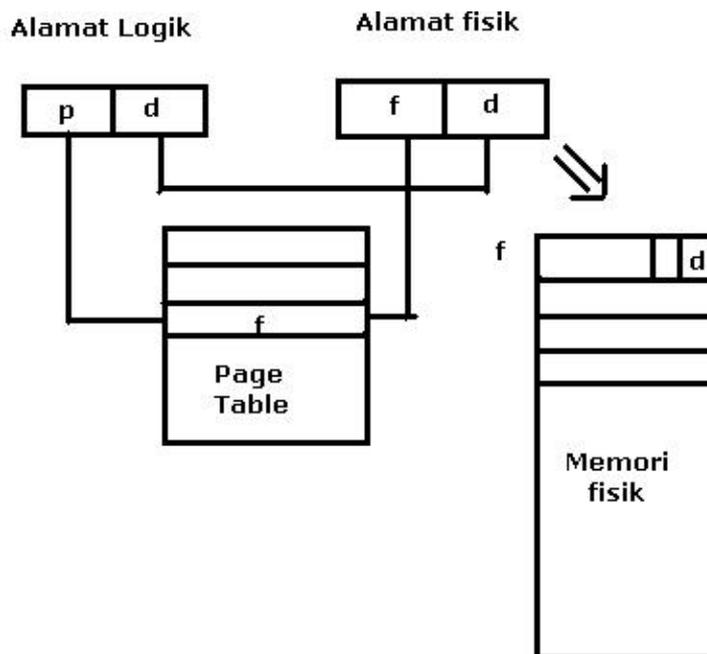 Alamat Logik
Alamat fisik
p
d
f
d
f
d
f
Page
Table
Memori
fisik